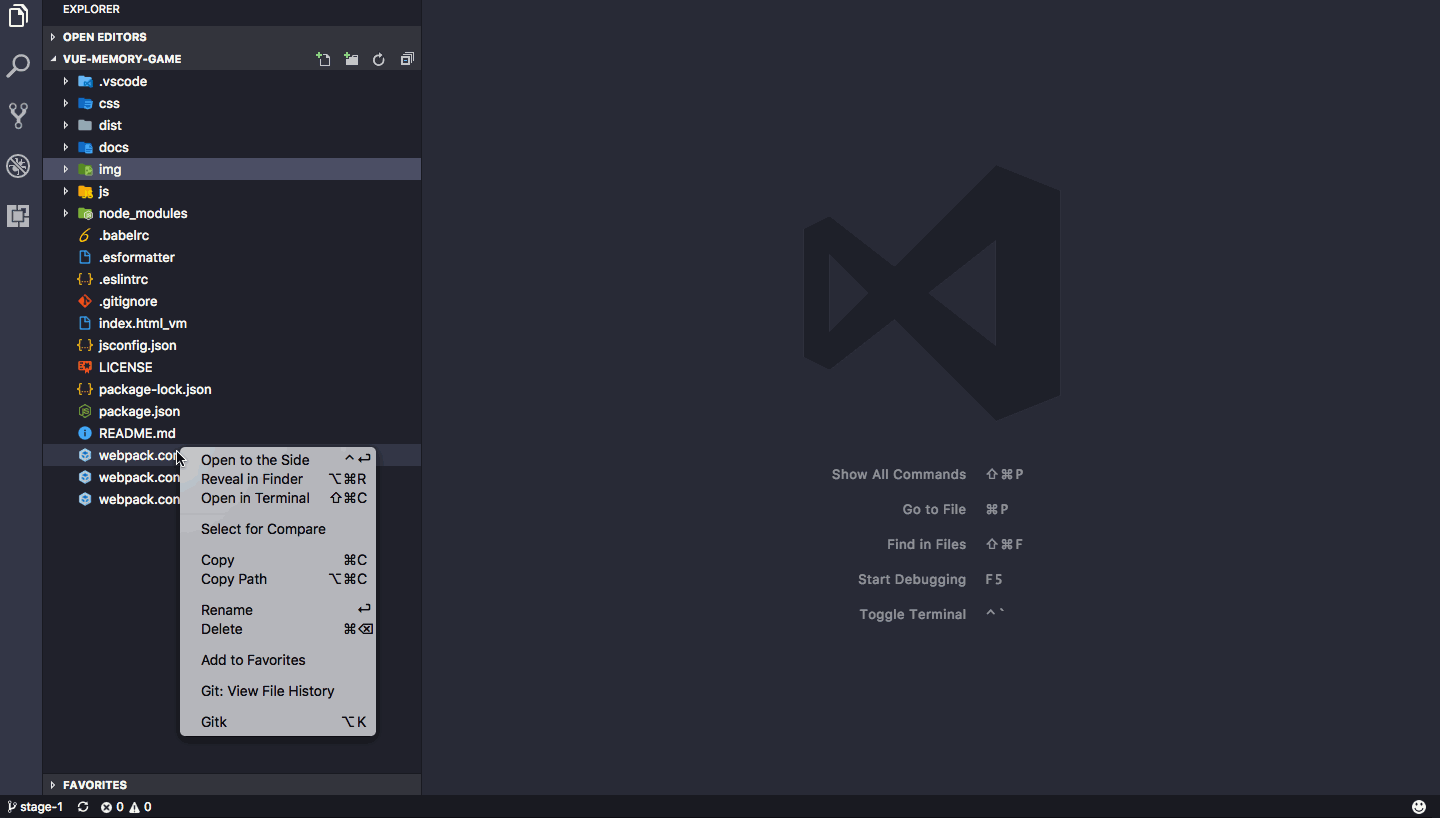 EXPLORER
OPEN EDITORS
VUE-MEMORY-GAME
.vscode
css
dist
docs
img
js
node_modules
.babelrc
.esformatter
.eslintrc
.gitignore
index.html_vm
jsconfig.json
LICENSE
package-lock.json
package.json
README.md
webpack.con
webpack.con
webpack.con
Open to the Side ⌃⏎
Reveal in Finder ⌥⌘R
Open in Terminal ⇧⌘C
Select for Compare
Copy ⌘C
Copy Path ⌥⌘C
Rename ⏎
Delete ⌘⌫
Add to Favorites
Git: View File History
Gitk ⌥K
Show All Commands ⇧⌘P
Go to File ⌘P
Find in Files ⇧⌘F
Start Debugging F5
Toggle Terminal ⌃`
FAVORITES
stage-1 0 0